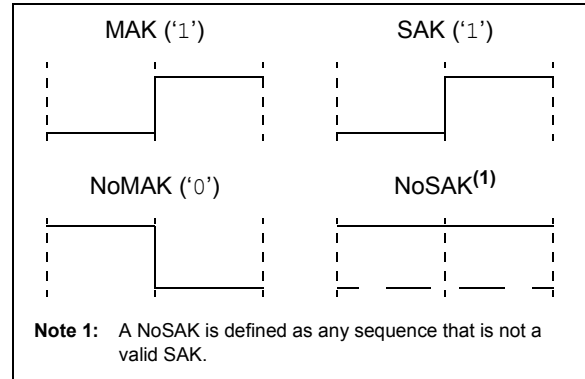 MAK (‘1’) SAK (‘1’)
NoMAK (‘0’) NoSAK(1)
Note 1: A NoSAK is defined as any sequence that is not a
valid SAK.